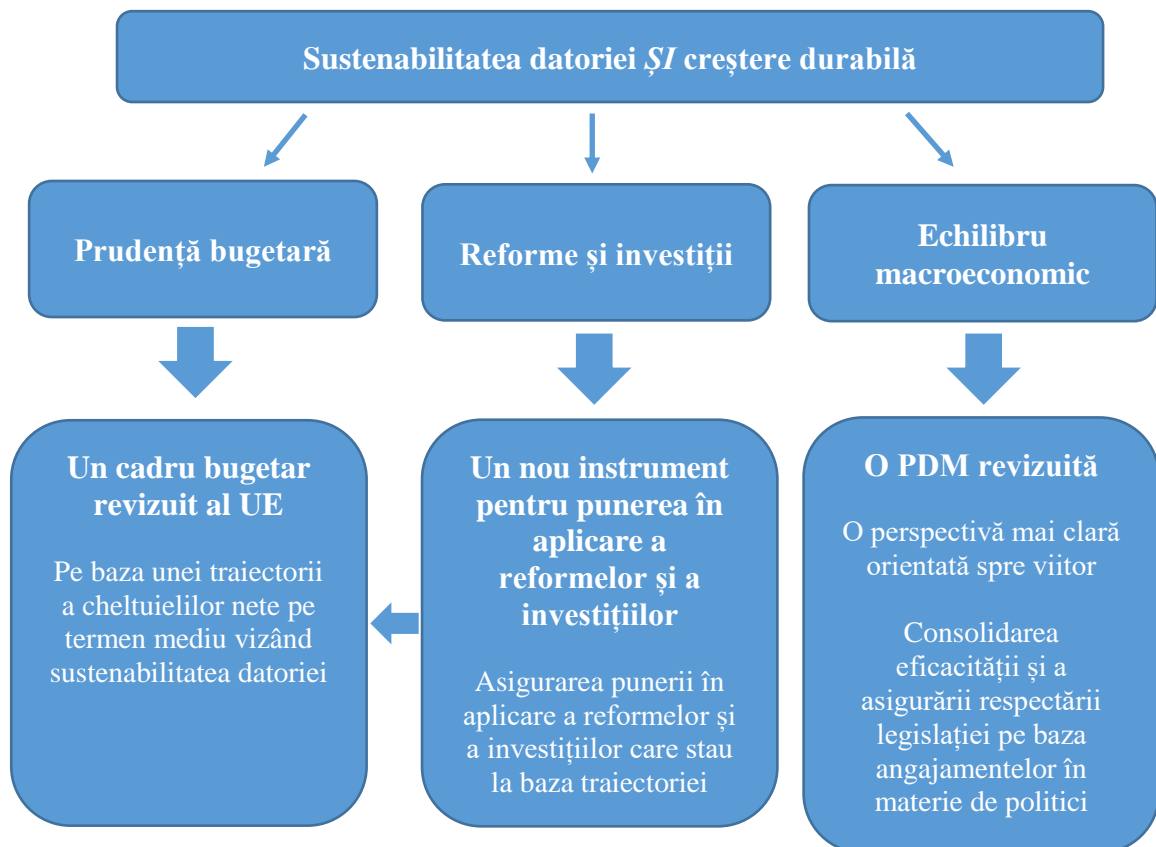 Sustenabilitatea datoriei ȘI creștere durabilă
Prudență bugetară
Reforme și investiții
Echilibru
macroeconomic
Un cadru bugetar
revizuit al UE
Pe baza unei traiectorii
a cheltuielilor nete pe
termen mediu vizând
sustenabilitatea datoriei
Un nou instrument
pentru punerea în
aplicare a
reformelor și a
investițiilor
Asigurarea punerii în
aplicare a reformelor și
a investițiilor care stau
la baza traiectoriei
O PDM revizuită
O perspectivă mai clară
orientată spre viitor
Consolidarea
eficacității și a
asigurării respectării
legislației pe baza
angajamentelor în
materie de politici